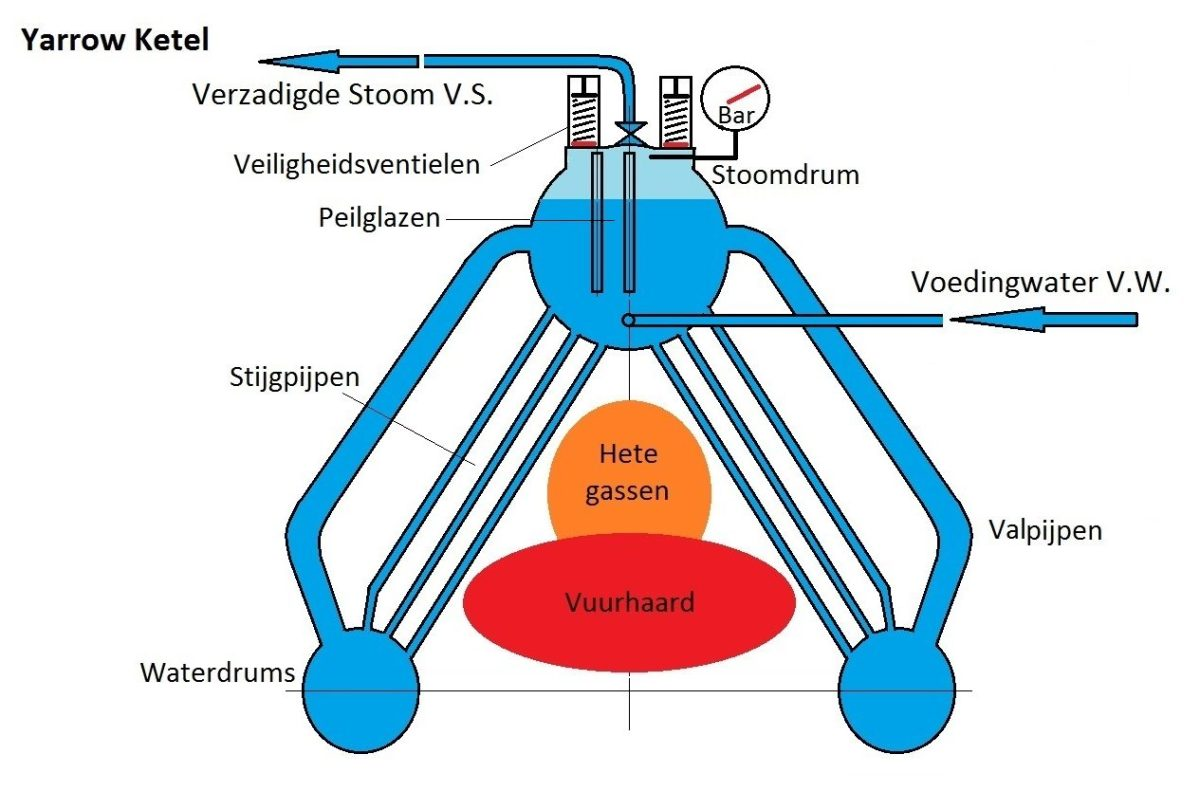 Yarrow Ketel
Verzadigde Stoom V.S.
Bar
Veiligheidsventielen
Stoomdrum
Peilglazen
Voedingwater V.W.
Stijgpijpen
Hete
gassen
Valpijpen
Vuurhaard
Waterdrums